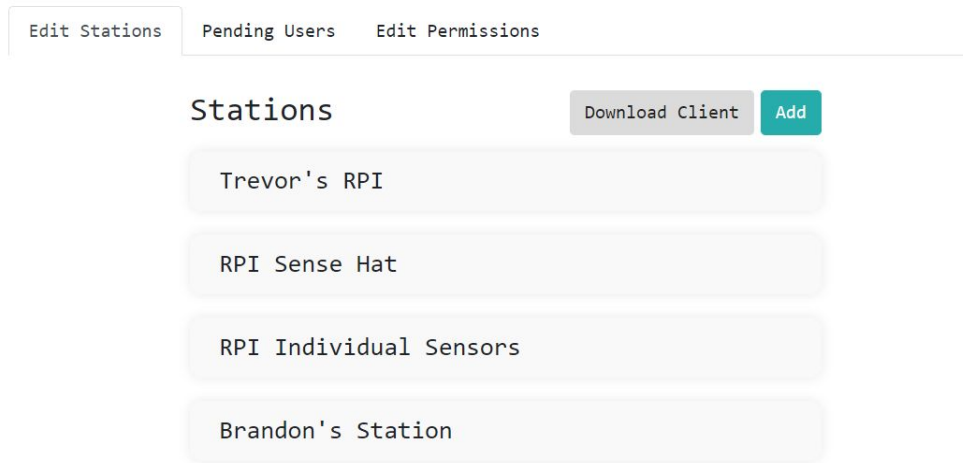 Edit Stations Pending Users Edit Permissions
Stations Download Client Add
Trevor's RPI
RPI Sense Hat
RPI Individual Sensors
Brandon's Station